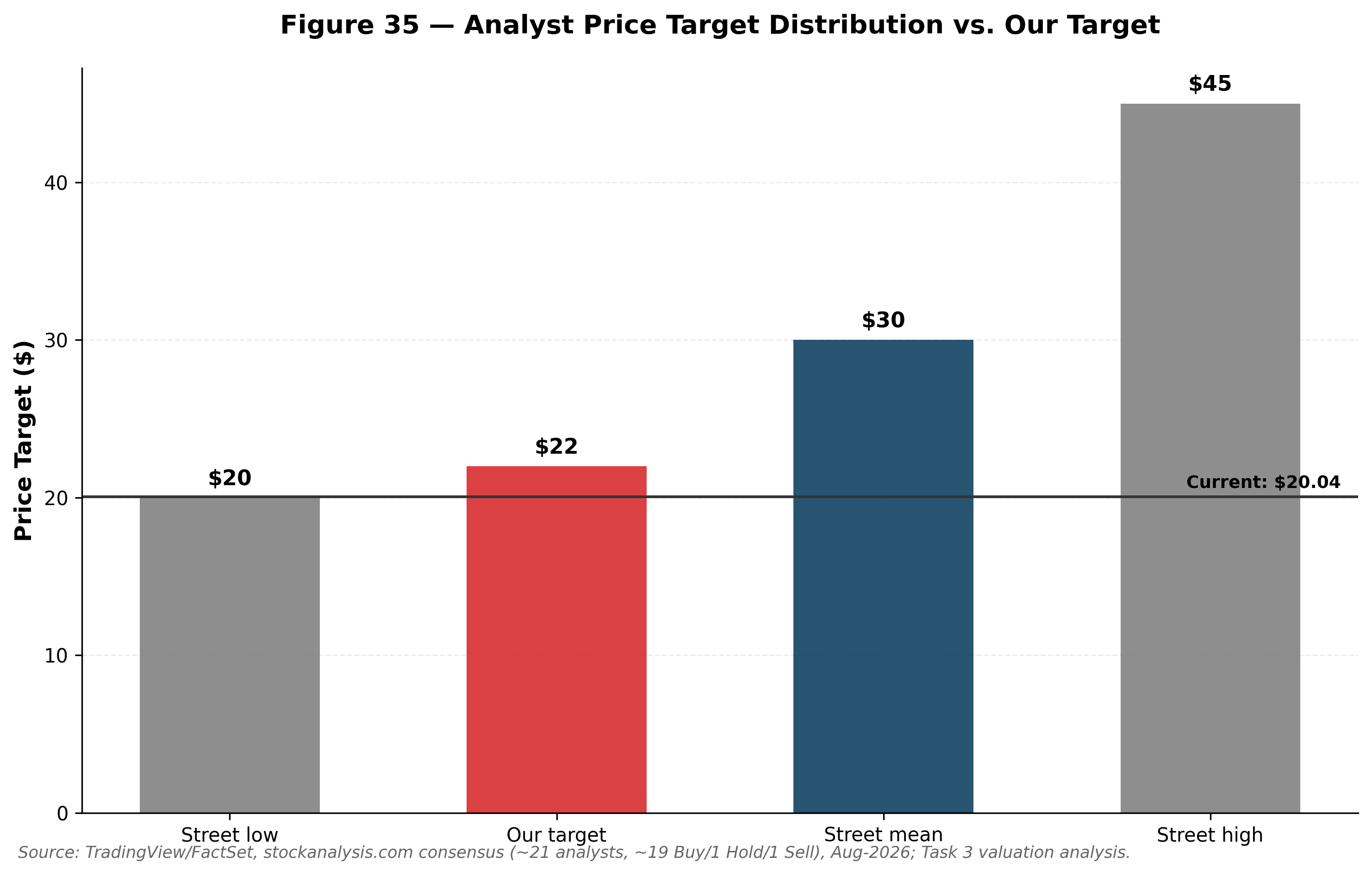 Figure 35 — Analyst Price Target Distribution vs. Our Target
Price Target ($)
40
30
20
10
0
$20
$22
$30
$45
Current: $20.04
Street low
Our target
Street mean
Street high
Source: TradingView/FactSet, stockanalysis.com consensus (~21 analysts, ~19 Buy/1 Hold/1 Sell), Aug-2026; Task 3 valuation analysis.